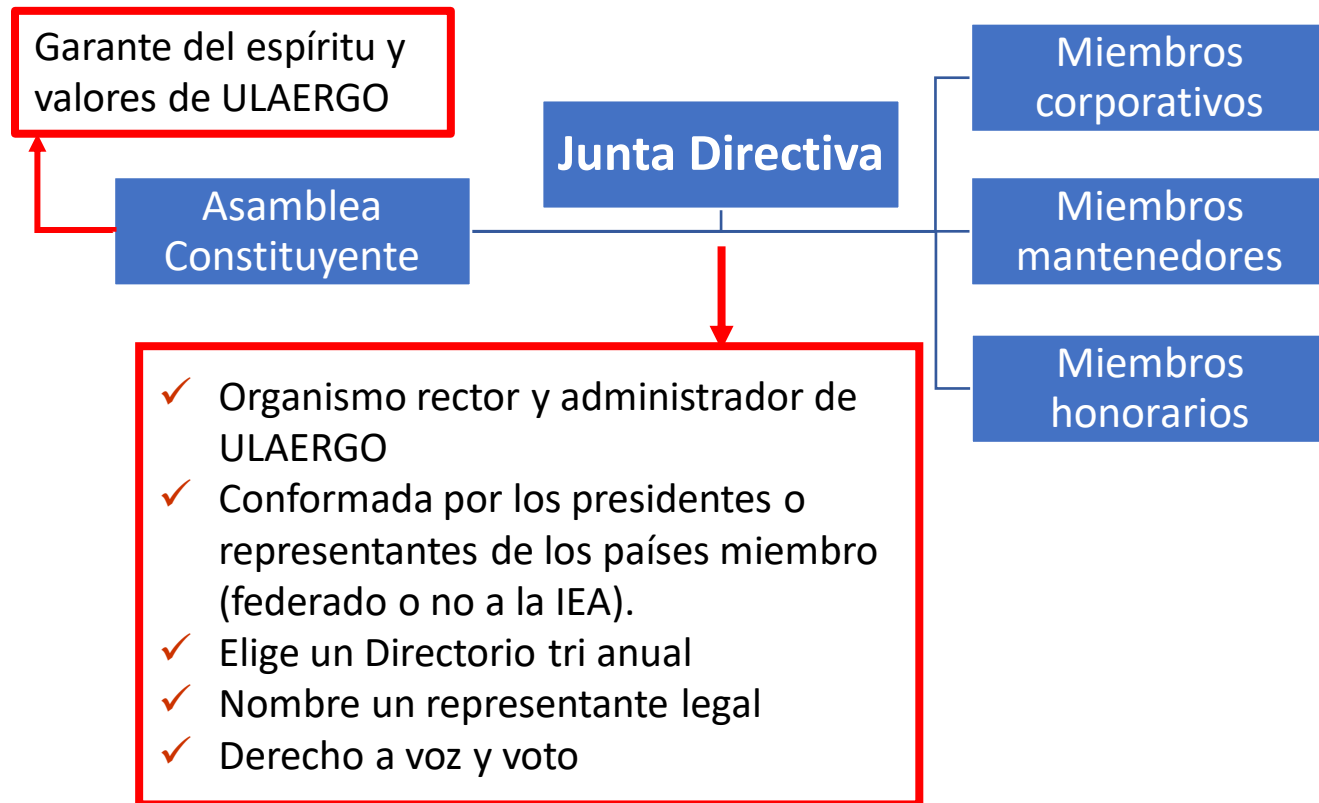 Garante del espíritu y
valores de ULAERGO
Junta Directiva
Asamblea
Constituyente
Miembros
corporativos
Miembros
mantenedores
Miembros
honorarios
✓ Organismo rector y administrador de
ULAERGO
✓ Conformada por los presidentes o
representantes de los países miembro
(federado o no a la IEA).
✓ Elige un Directorio tri anual
✓ Nombre un representante legal
✓ Derecho a voz y voto